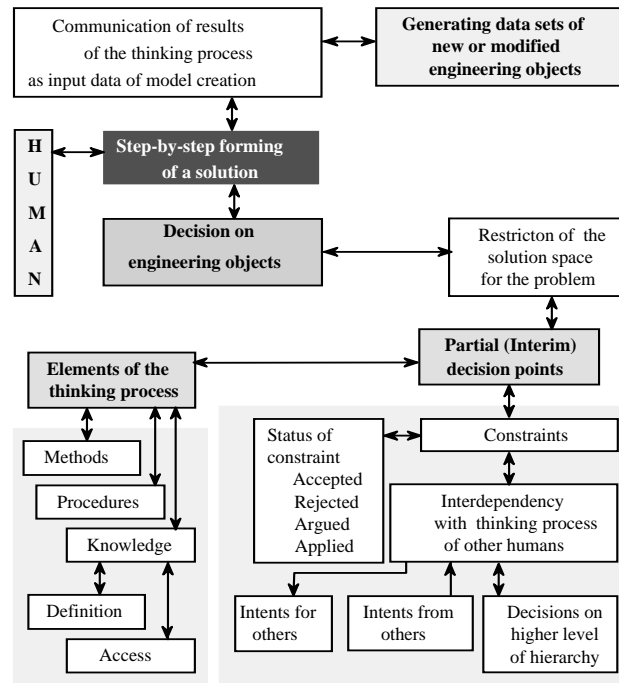 Communication of results
of the thinking process
as input data of model creation
Generating data sets of
new or modified
engineering objects
H
U
M
A
N
Step-by-step forming
of a solution
Decision on
engineering objects
Restricton of the
solution space
for the problem
Elements of the
thinking process
Partial (Interim)
decision points
Methods
Procedures
Knowledge
Definition
Access
Status of
constraint
Accepted
Rejected
Argued
Applied
Constraints
Interdependency
with thinking process
of other humans
Intents for
others
Intents from
others
Decisions on
higher level
of hierarchy